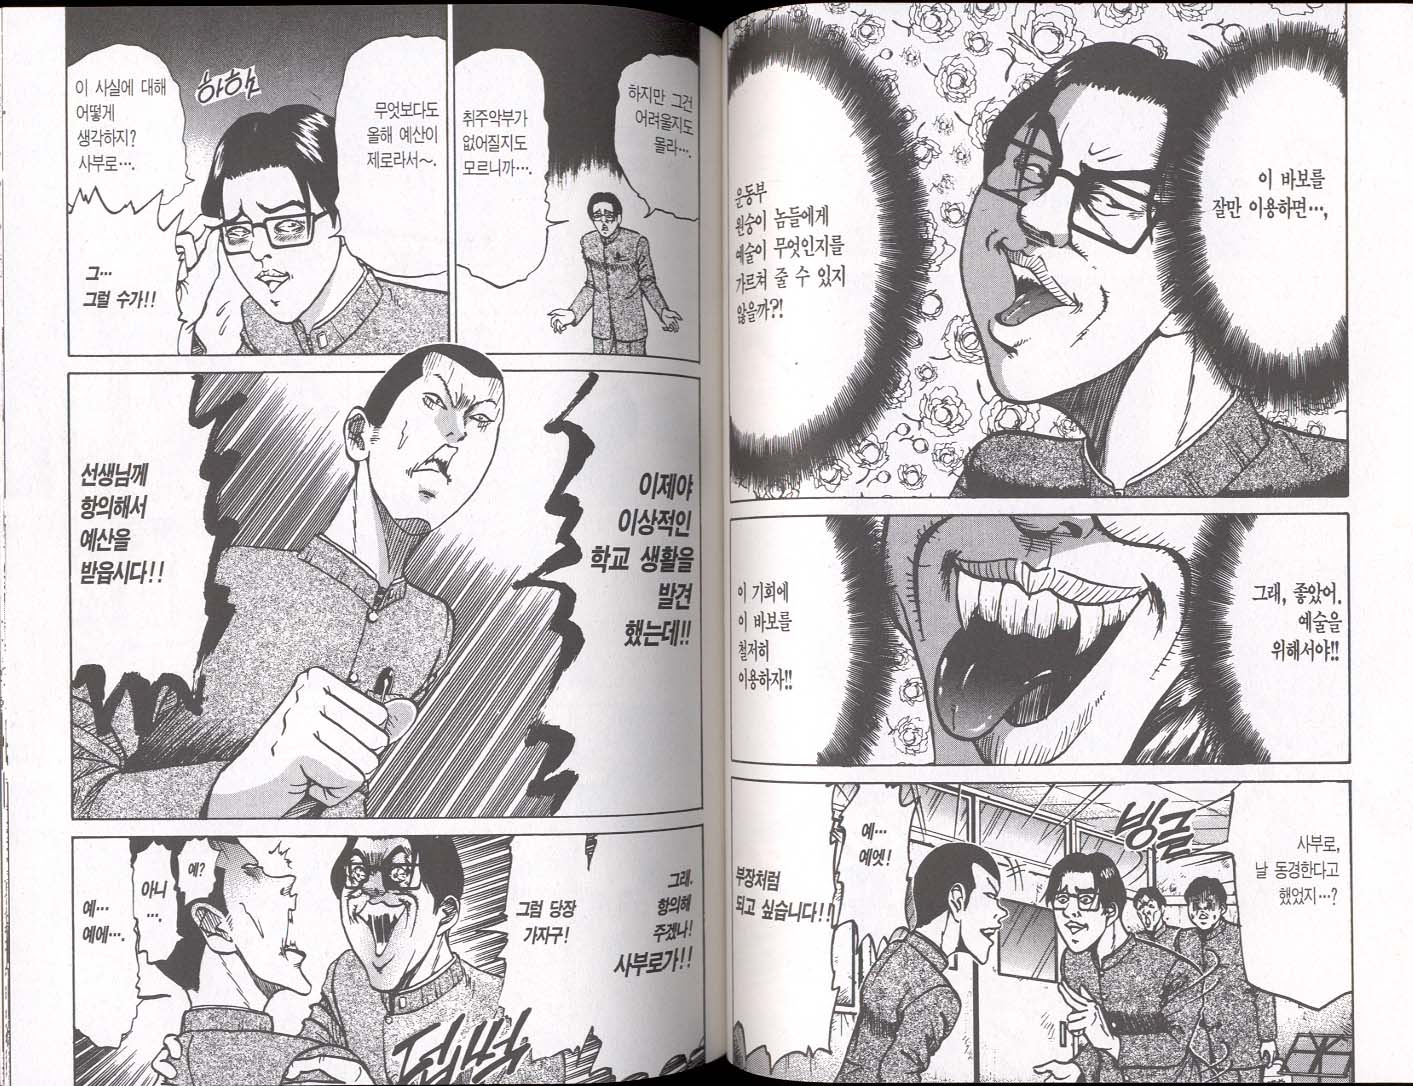 이 바보를
잘만 이용하면…,
운동부
원숭이 놈들에게
예술이 무엇인지를
가르쳐 줄 수 있지
않을까?!
그래, 좋았어.
예술을
위해서야!!
이 기회에
이 바보를
철저히
이용하자!!
사부로,
날 동경한다고
했었지…?
빙글
예…
예엣!
부장처럼
되고 싶습니다!!
하지만 그건
어려울지도
몰라….
취주악부가
없어질지도
모르니까….
무엇보다도
올해 예산이
제로라서~.
하하
이 사실에 대해
어떻게
생각하지?
사부로….
그…
그럴 수가!!
이제야
이상적인
학교 생활을
발견
했는데!!
선생님께
항의해서
예산을
받읍시다!!
그래.
항의해
주겠나!
사부로가!!
그럼 당장
가자구!
덥썩
예?
아니
….
예…
예에….